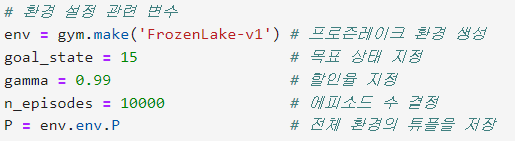 # 환경 설정 관련 변수
env = gym.make('FrozenLake-v1') # 프로즌레이크 환경 생성
goal_state = 15 # 목표 상태 지정
gamma = 0.99 # 할인율 지정
n_episodes = 10000 # 에피소드 수 결정
P = env.env.P # 전체 환경의 튜플을 저장